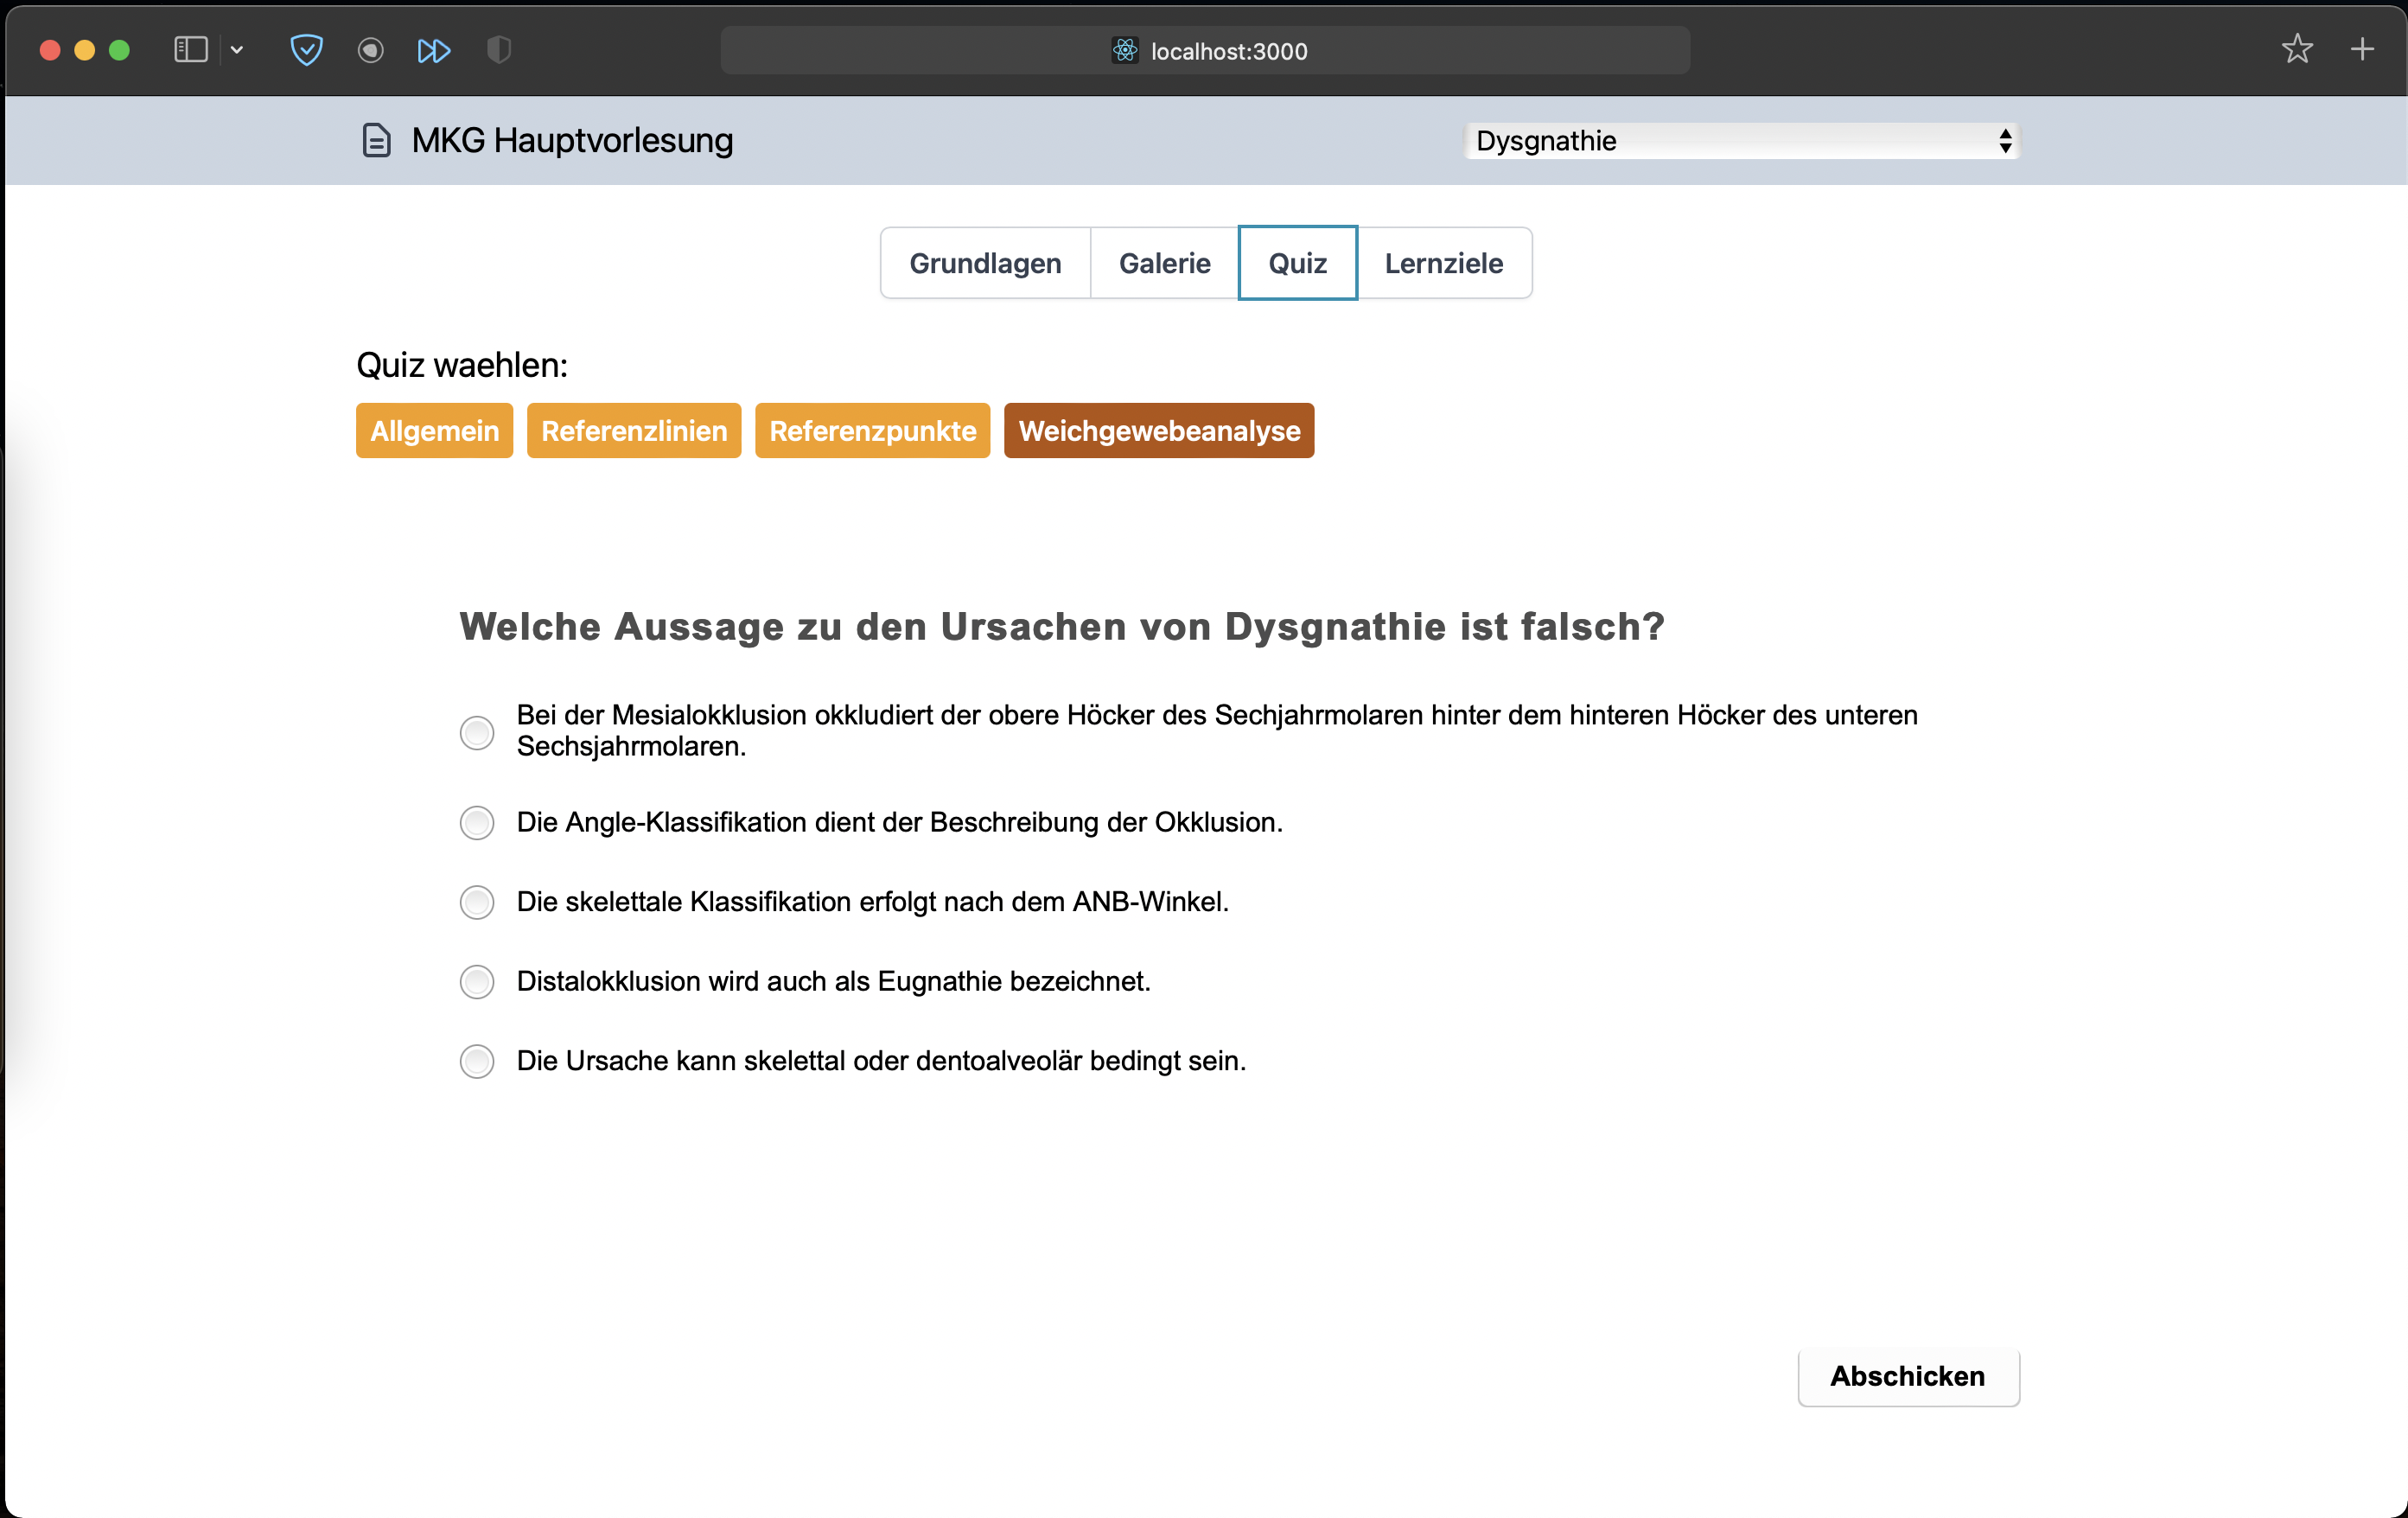 localhost:3000
MKG Hauptvorlesung
Dysgnathie
Grundlagen
Galerie
Quiz
Lernziele
Quiz waehlen:
Allgemein
Referenzlinien
Referenzpunkte
Weichgewebeanalyse
Welche Aussage zu den Ursachen von Dysgnathie ist falsch?
Bei der Mesialokklusion okkludiert der obere Höcker des Sechjahrmolaren hinter dem hinteren Höcker des unteren
Sechsjahrmolaren.
Die Angle-Klassifikation dient der Beschreibung der Okklusion.
Die skelettale Klassifikation erfolgt nach dem ANB-Winkel.
Distalokklusion wird auch als Eugnathie bezeichnet.
Die Ursache kann skelettal oder dentoalveolär bedingt sein.
Abschicken